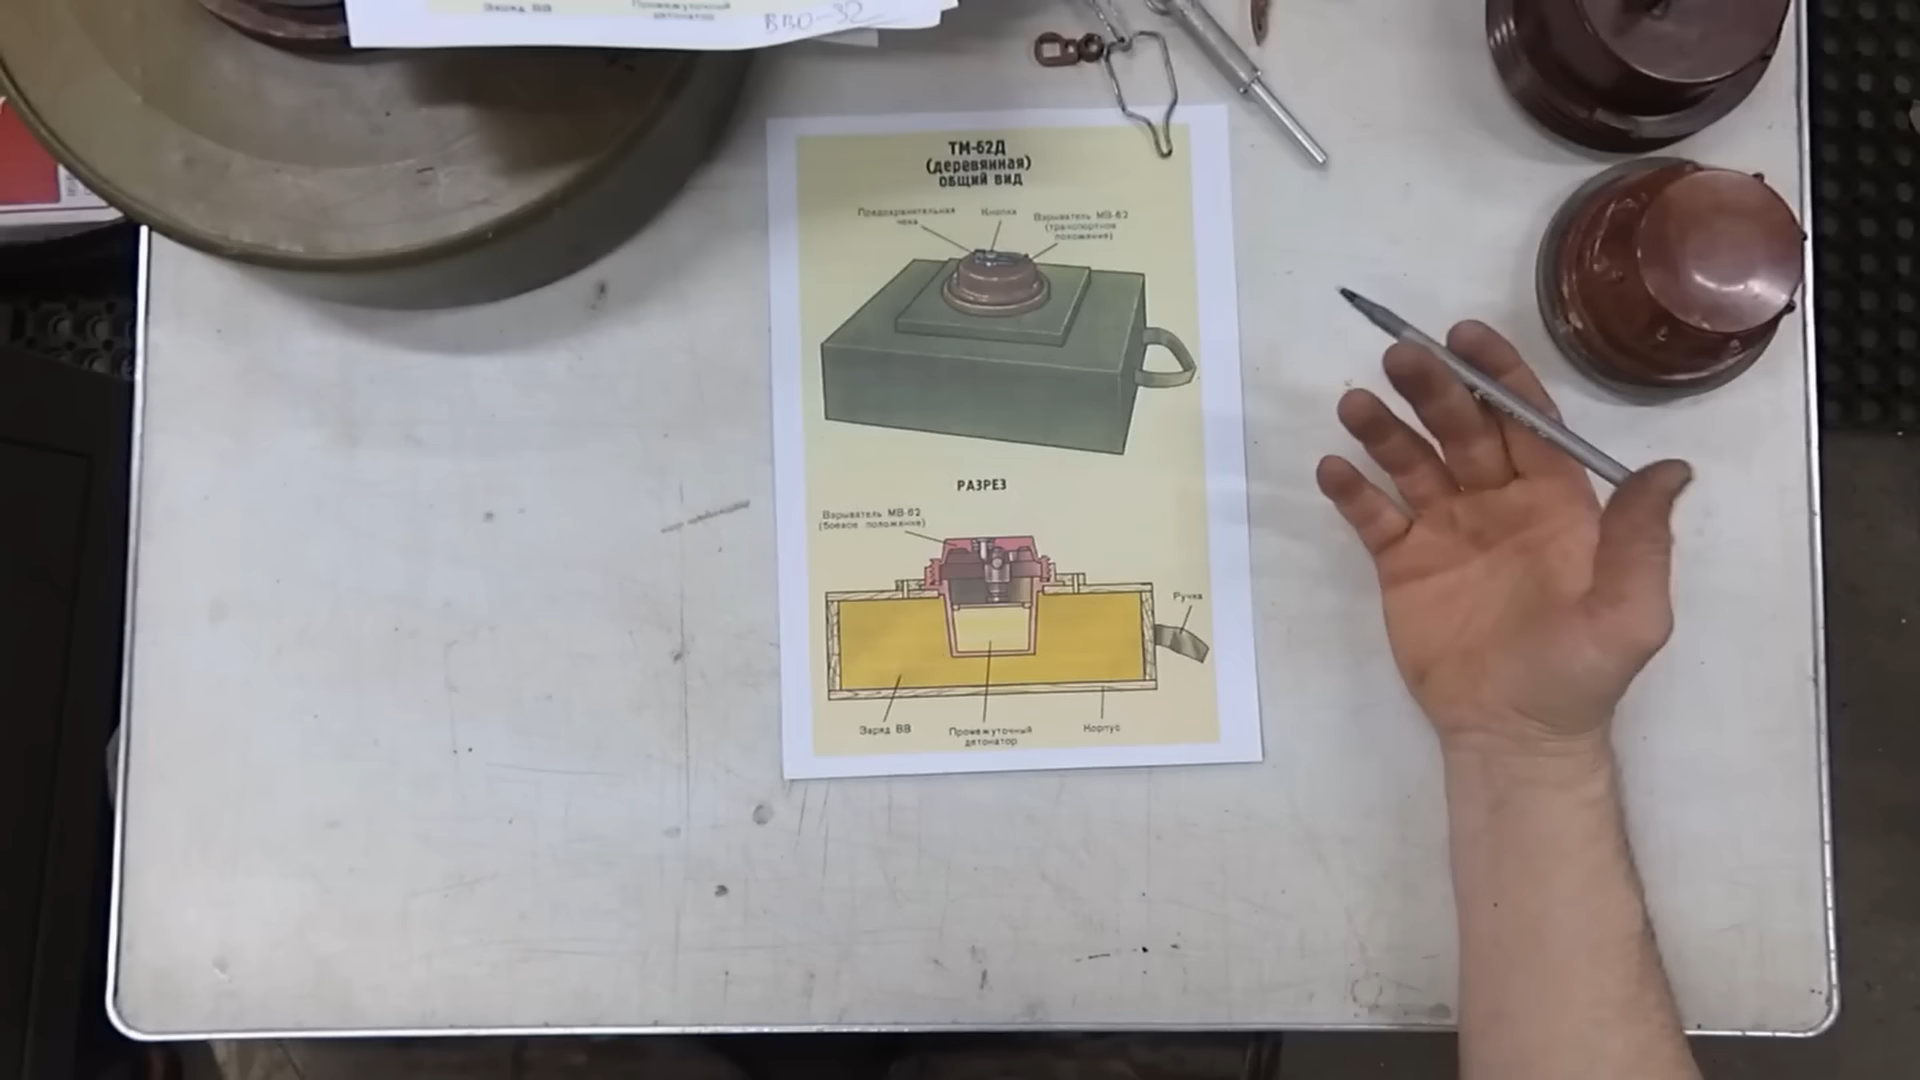 Заряд ВВ
Промежуточный
детонатор
ВВО-32
ТМ-62Д
(деревянная)
общий вид
Предохранительная
чека
Кнопка
Взрыватель МВ-62
(транспортное
положение)
РАЗРЕЗ
Взрыватель МВ-62
(боевое положение)
Ручка
Заряд ВВ
Промежуточный
детонатор
Корпус